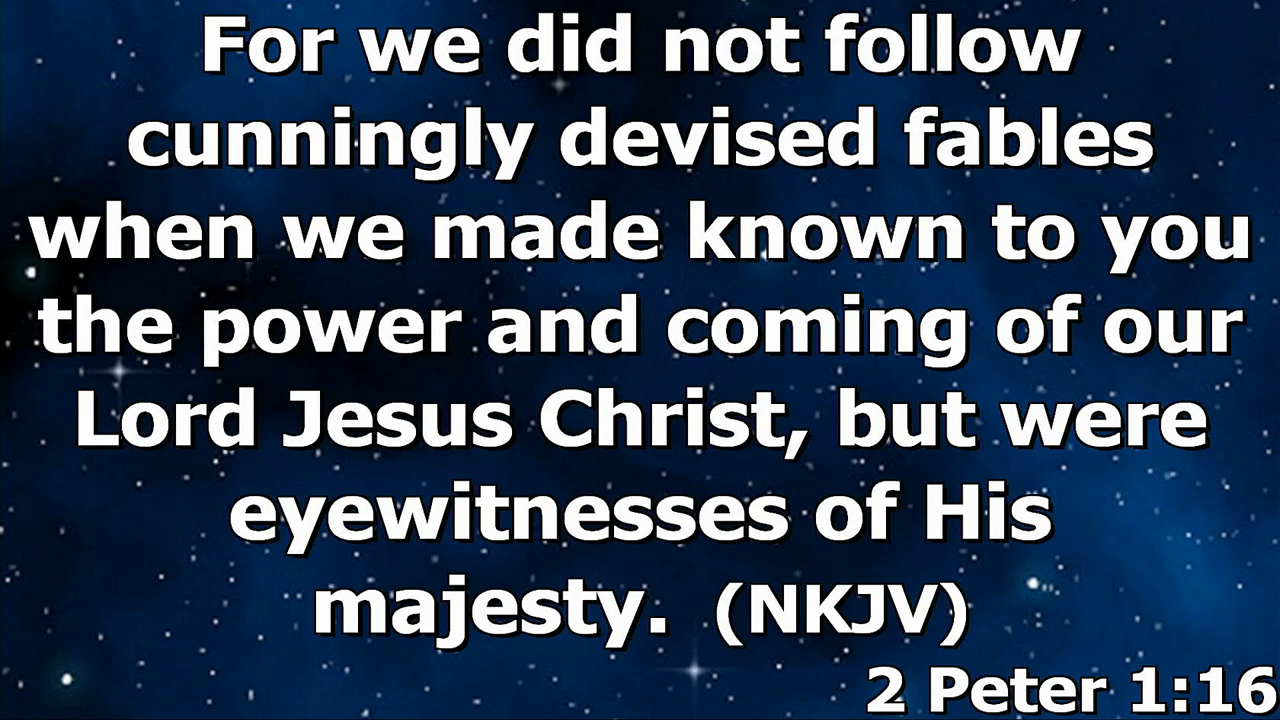 For we did not follow
cunningly devised fables
when we made known to you
the power and coming of our
Lord Jesus Christ, but were
eyewitnesses of His
majesty. (NKJV)
2 Peter 1:16